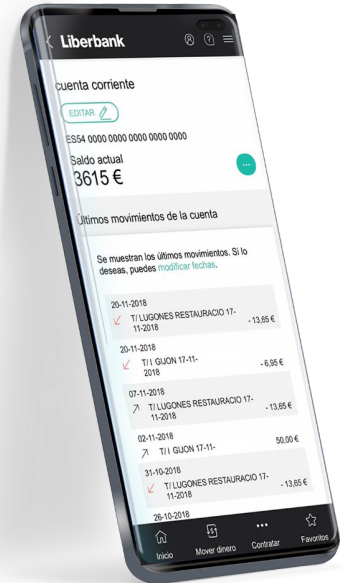 Liberbank
cuenta corriente
EDITAR
ES54 0000 0000 0000 0000 0000
Saldo actual
3615 €
Últimos movimientos de la cuenta
Se muestran los últimos movimientos. Si lo
deseas, puedes modificar fechas.
20-11-2018
T/ LUGONES RESTAURACIO 17-
11-2018
- 13,65 €
20-11-2018
T/ I GIJON 17-11-
2018
- 6,95 €
07-11-2018
T/ LUGONES RESTAURACIO 17-
11-2018
- 13,65 €
02-11-2018
T/ I GIJON 17-11-
50,00 €
31-10-2018
T/ LUGONES RESTAURACIO 17-
11-2018
- 13,65 €
26-10-2018
Inicio
Mover dinero
Contratar
Favoritos